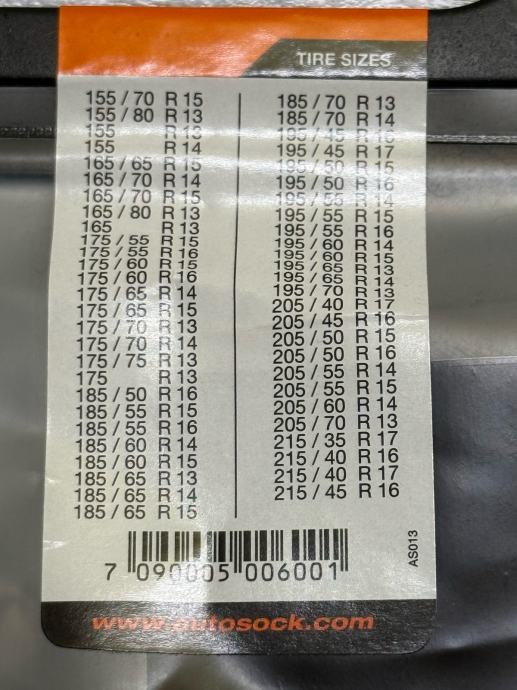 TIRE SIZES
155 / 70 R 15
155 / 80 R 13
155 R 13
155 R 14
165 / 65 R 15
165 / 70 R 14
165 / 70 R 15
165 / 80 R 13
165 R 13
175 / 55 R 15
175 / 55 R 16
175 / 60 R 15
175 / 60 R 16
175 / 65 R 14
175 / 65 R 15
175 / 70 R 13
175 / 70 R 14
175 / 75 R 13
175 R 13
185 / 50 R 16
185 / 55 R 15
185 / 55 R 16
185 / 60 R 14
185 / 60 R 15
185 / 65 R 13
185 / 65 R 14
185 / 65 R 15
185 / 70 R 13
185 / 70 R 14
195 / 45 R 16
195 / 45 R 17
195 / 50 R 15
195 / 50 R 16
195 / 55 R 14
195 / 55 R 15
195 / 55 R 16
195 / 60 R 14
195 / 60 R 15
195 / 65 R 13
195 / 65 R 14
195 / 70 R 13
205 / 40 R 17
205 / 45 R 16
205 / 50 R 15
205 / 50 R 16
205 / 55 R 14
205 / 55 R 15
205 / 60 R 14
205 / 70 R 13
215 / 35 R 17
215 / 40 R 16
215 / 40 R 17
215 / 45 R 16
7 090005 006001
AS013
www.autosock.com